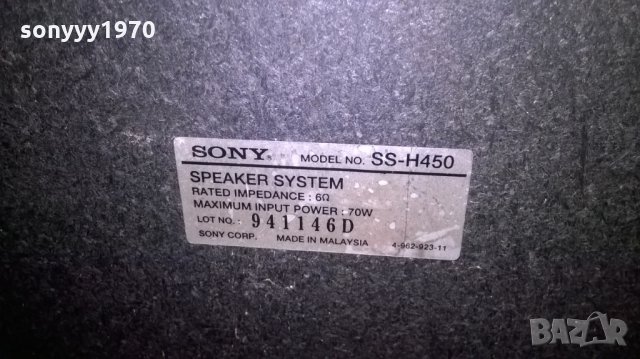 sonyyy1970
SONY® MODEL NO. SS-H450
SPEAKER SYSTEM
RATED IMPEDANCE : 6Ω
MAXIMUM INPUT POWER : 70W
LOT NO. 941146D
SONY CORP. MADE IN MALAYSIA 4-962-923-11
BAZAR